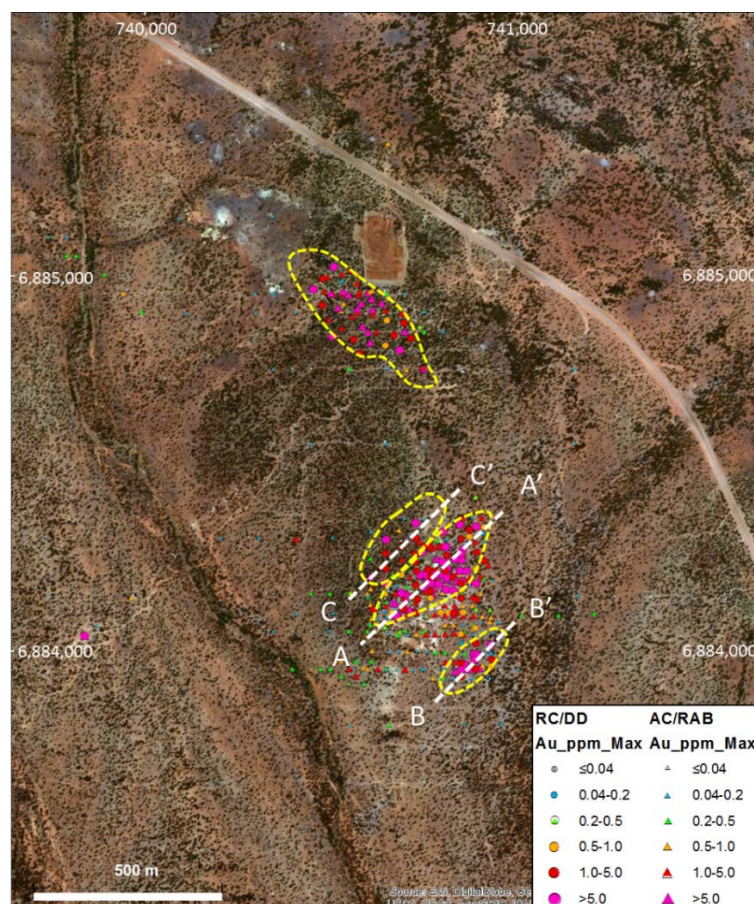 740,000 741,000
6,885,000 6,885,000
C'
A'
C
B'
A
6,884,000 6,884,000
B
RC/DD AC/RAB
Au_ppm_Max Au_ppm_Max
≤0.04 ≤0.04
0.04-0.2 0.04-0.2
0.2-0.5 0.2-0.5
0.5-1.0 0.5-1.0
1.0-5.0 1.0-5.0
>5.0 >5.0
500 m
Source: Esri, DigitalGlobe,